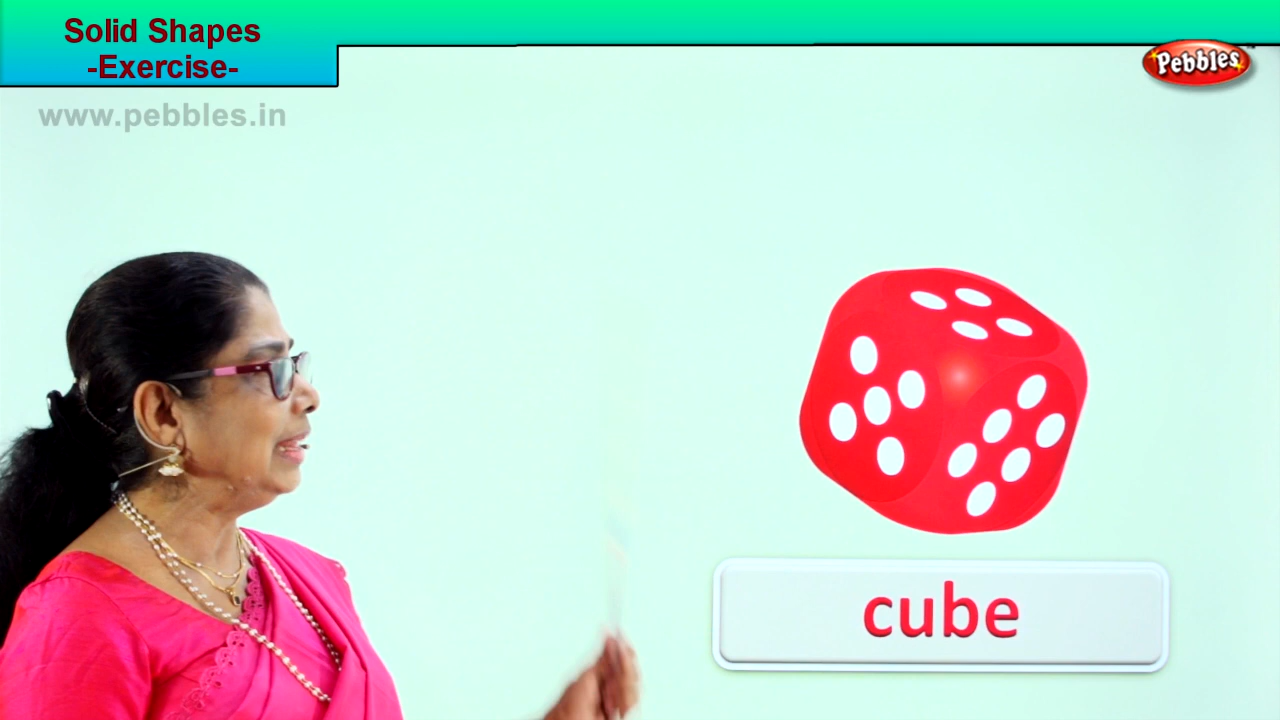 Solid Shapes
-Exercise-
Pebbles
www.pebbles.in
cube